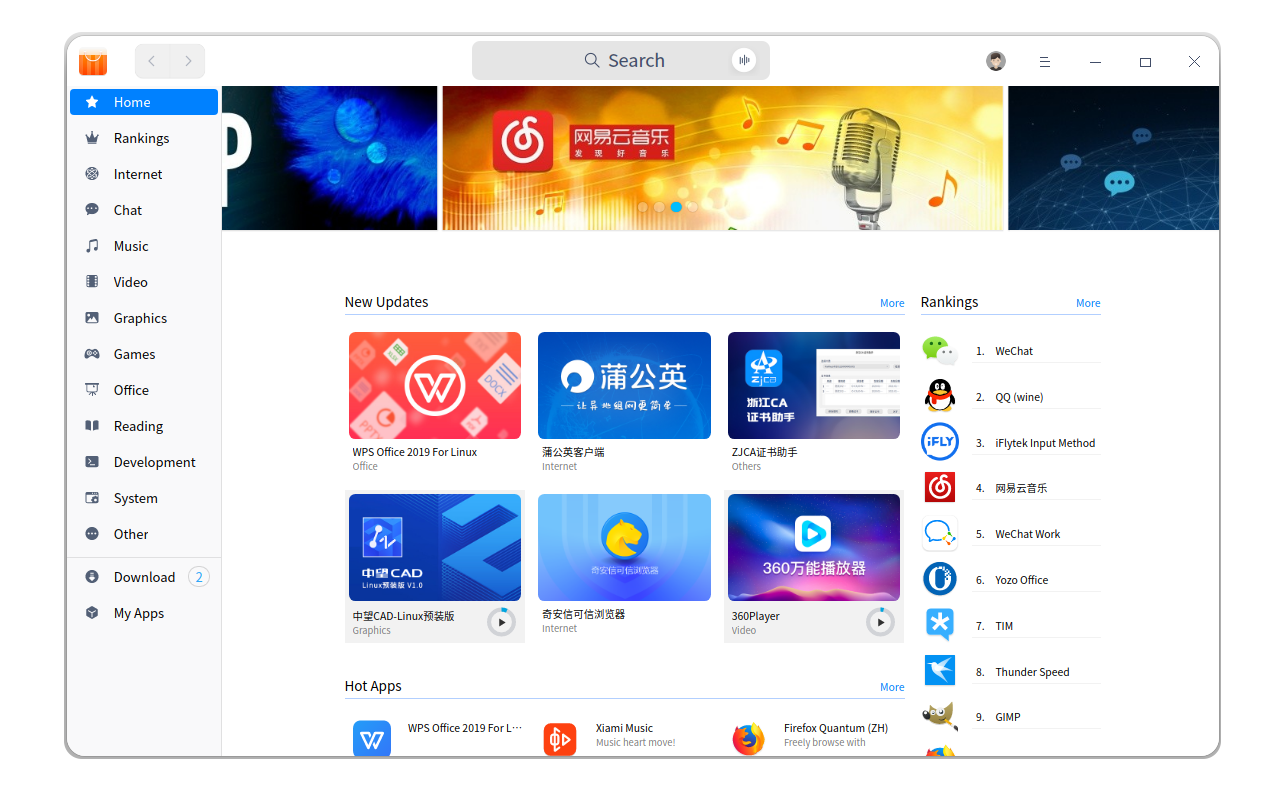 Search
Home
Rankings
Internet
Chat
Music
Video
Graphics
Games
Office
Reading
Development
System
Other
Download 2
My Apps
网易云音乐
发现好音乐
New Updates More
WPS Office 2019 For Linux
Office
蒲公英
让异地组网更简单
蒲公英客户端
Internet
ZJCA
浙江CA
证书助手
ZJCA证书助手
Others
中望CAD
Linux预装版 V1.0
中望CAD-Linux预装版
Graphics
奇安信可信浏览器
奇安信可信浏览器
Internet
360万能播放器
360Player
Video
Hot Apps More
WPS Office 2019 For L···
Xiami Music
Music heart move!
Firefox Quantum (ZH)
Freely browse with
Rankings More
1. WeChat
2. QQ (wine)
iFLY
3. iFlytek Input Method
4. 网易云音乐
5. WeChat Work
6. Yozo Office
7. TIM
8. Thunder Speed
9. GIMP